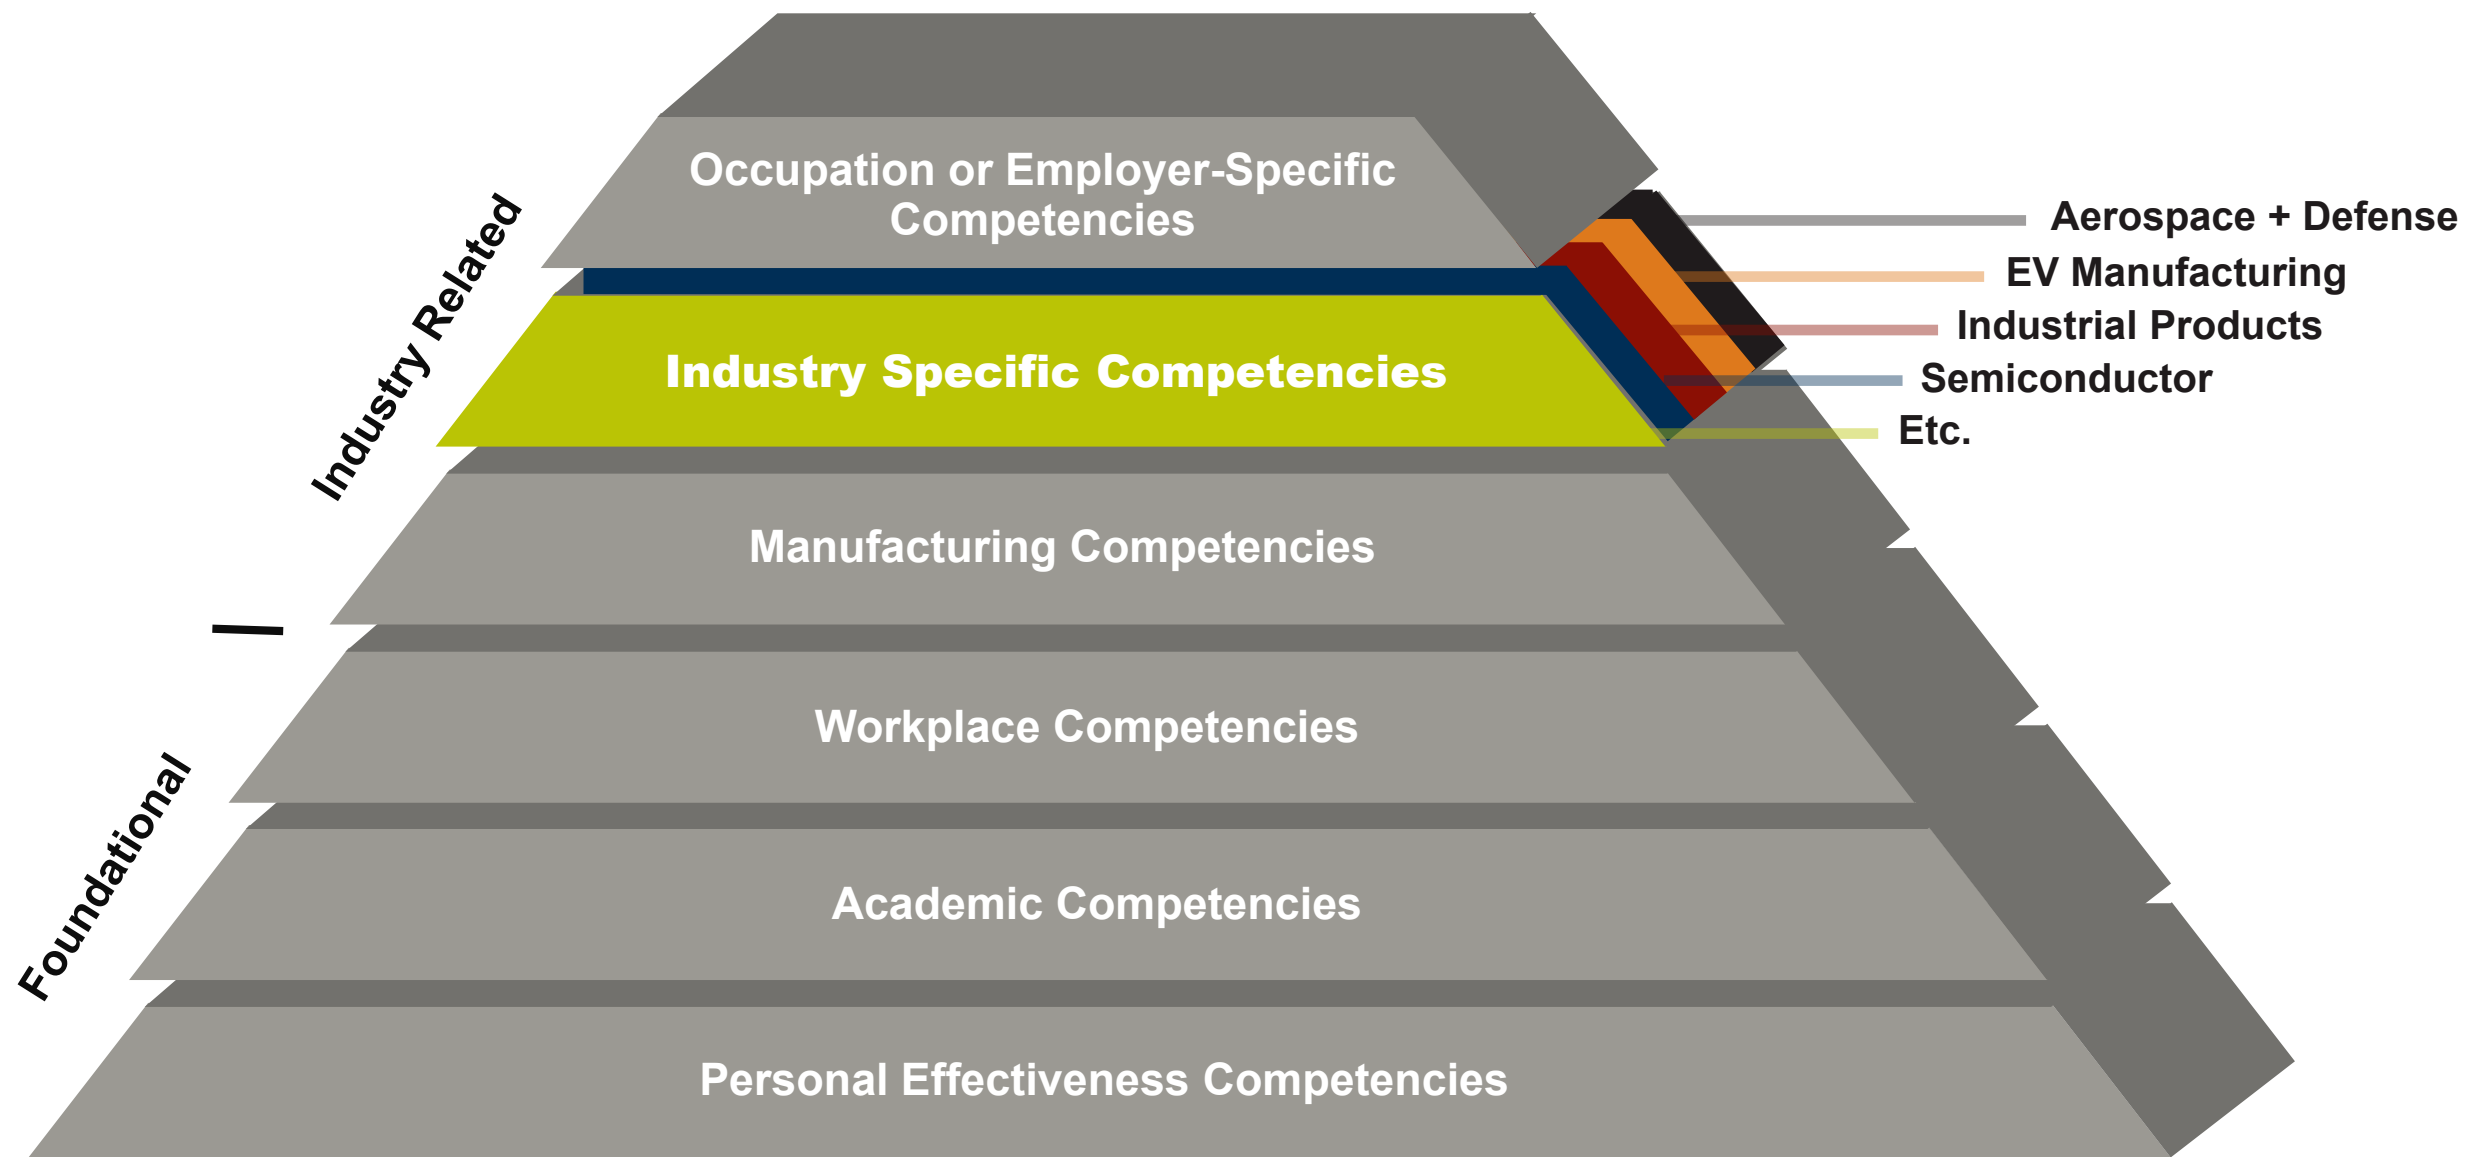 Occupation or Employer-Specific
Competencies
Industry Specific Competencies
Manufacturing Competencies
Workplace Competencies
Academic Competencies
Personal Effectiveness Competencies
Industry Related
Foundational
Aerospace + Defense
EV Manufacturing
Industrial Products
Semiconductor
Etc.